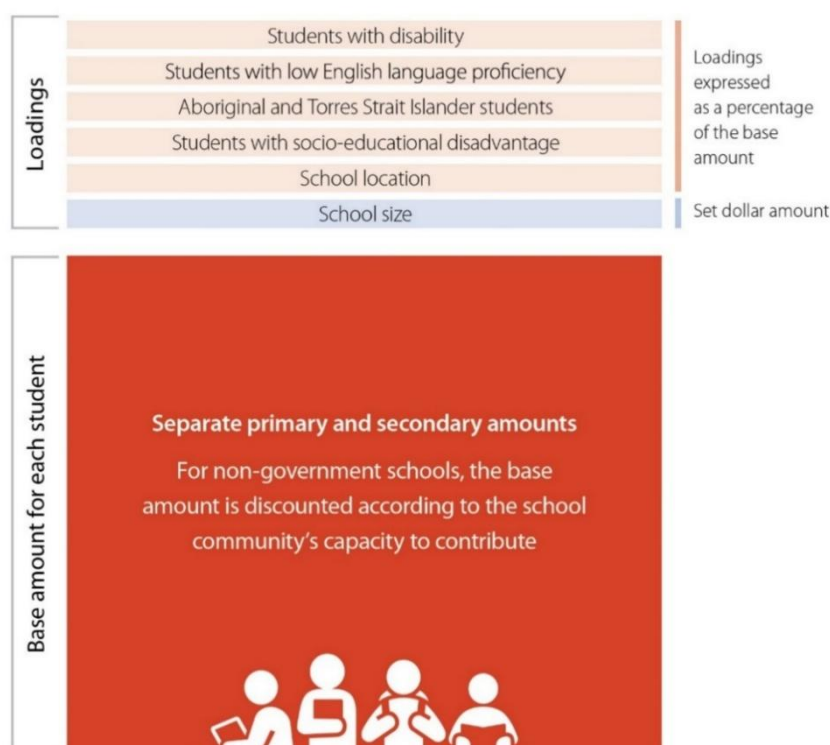 Loadings
Students with disability
Students with low English language proficiency
Aboriginal and Torres Strait Islander students
Students with socio-educational disadvantage
School location
School size
Loadings
expressed
as a percentage
of the base
amount
Set dollar amount
Base amount for each student
Separate primary and secondary amounts
For non-government schools, the base
amount is discounted according to the school
community’s capacity to contribute